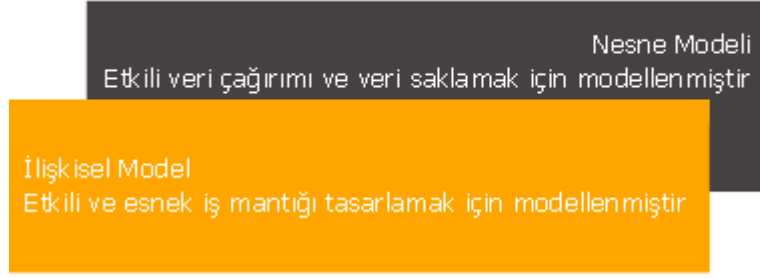 Nesne Modeli
Etkili veri çağırımı ve veri saklamak için modellenmiştir
İlişkisel Model
Etkili ve esnek iş mantığı tasarlamak için modellenmiştir